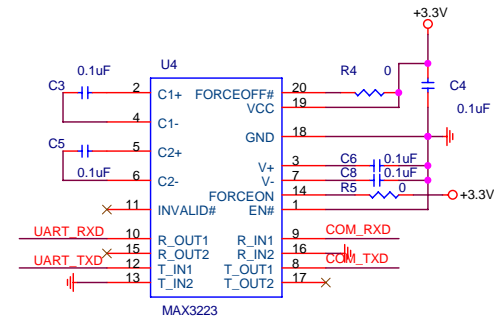 +3.3V
U4
R4 0
C3 0.1uF
C4
0.1uF
2 C1+ FORCEOFF# 20
VCC 19
4 C1- GND 18
C5 0.1uF
5 C2+
6 C2-
V+ 3 C6 0.1uF
V- 7 C8 0.1uF
FORCEON 14 R5 0
+3.3V
11 INVALID# EN# 1
UART_RXD 10 R_OUT1 R_IN1 9 COM_RXD
15 R_OUT2 R_IN2 16
UART_TXD 12 T_IN1 T_OUT1 8 COM_TXD
13 T_IN2 T_OUT2 17
MAX3223